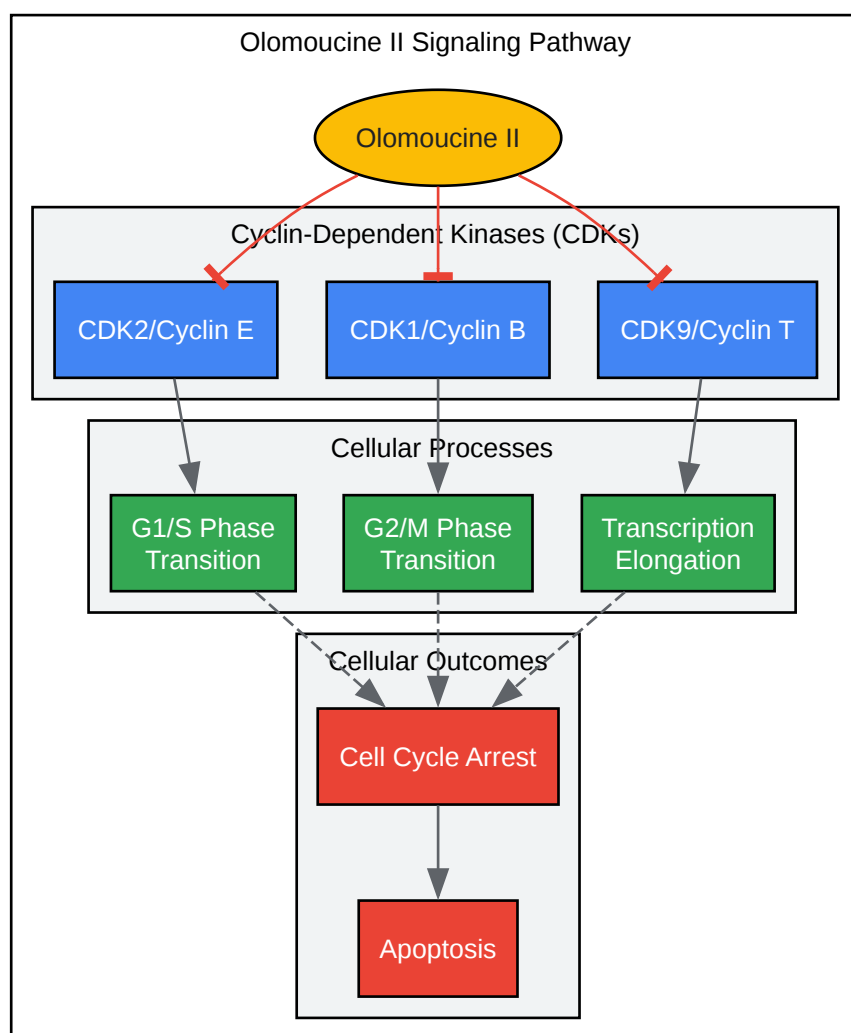 Olomoucine II Signaling Pathway
Olomoucine II
Cyclin-Dependent Kinases (CDKs)
CDK2/Cyclin E
CDK1/Cyclin B
CDK9/Cyclin T
Cellular Processes
G1/S Phase
Transition
G2/M Phase
Transition
Transcription
Elongation
Cellular Outcomes
Cell Cycle Arrest
Apoptosis